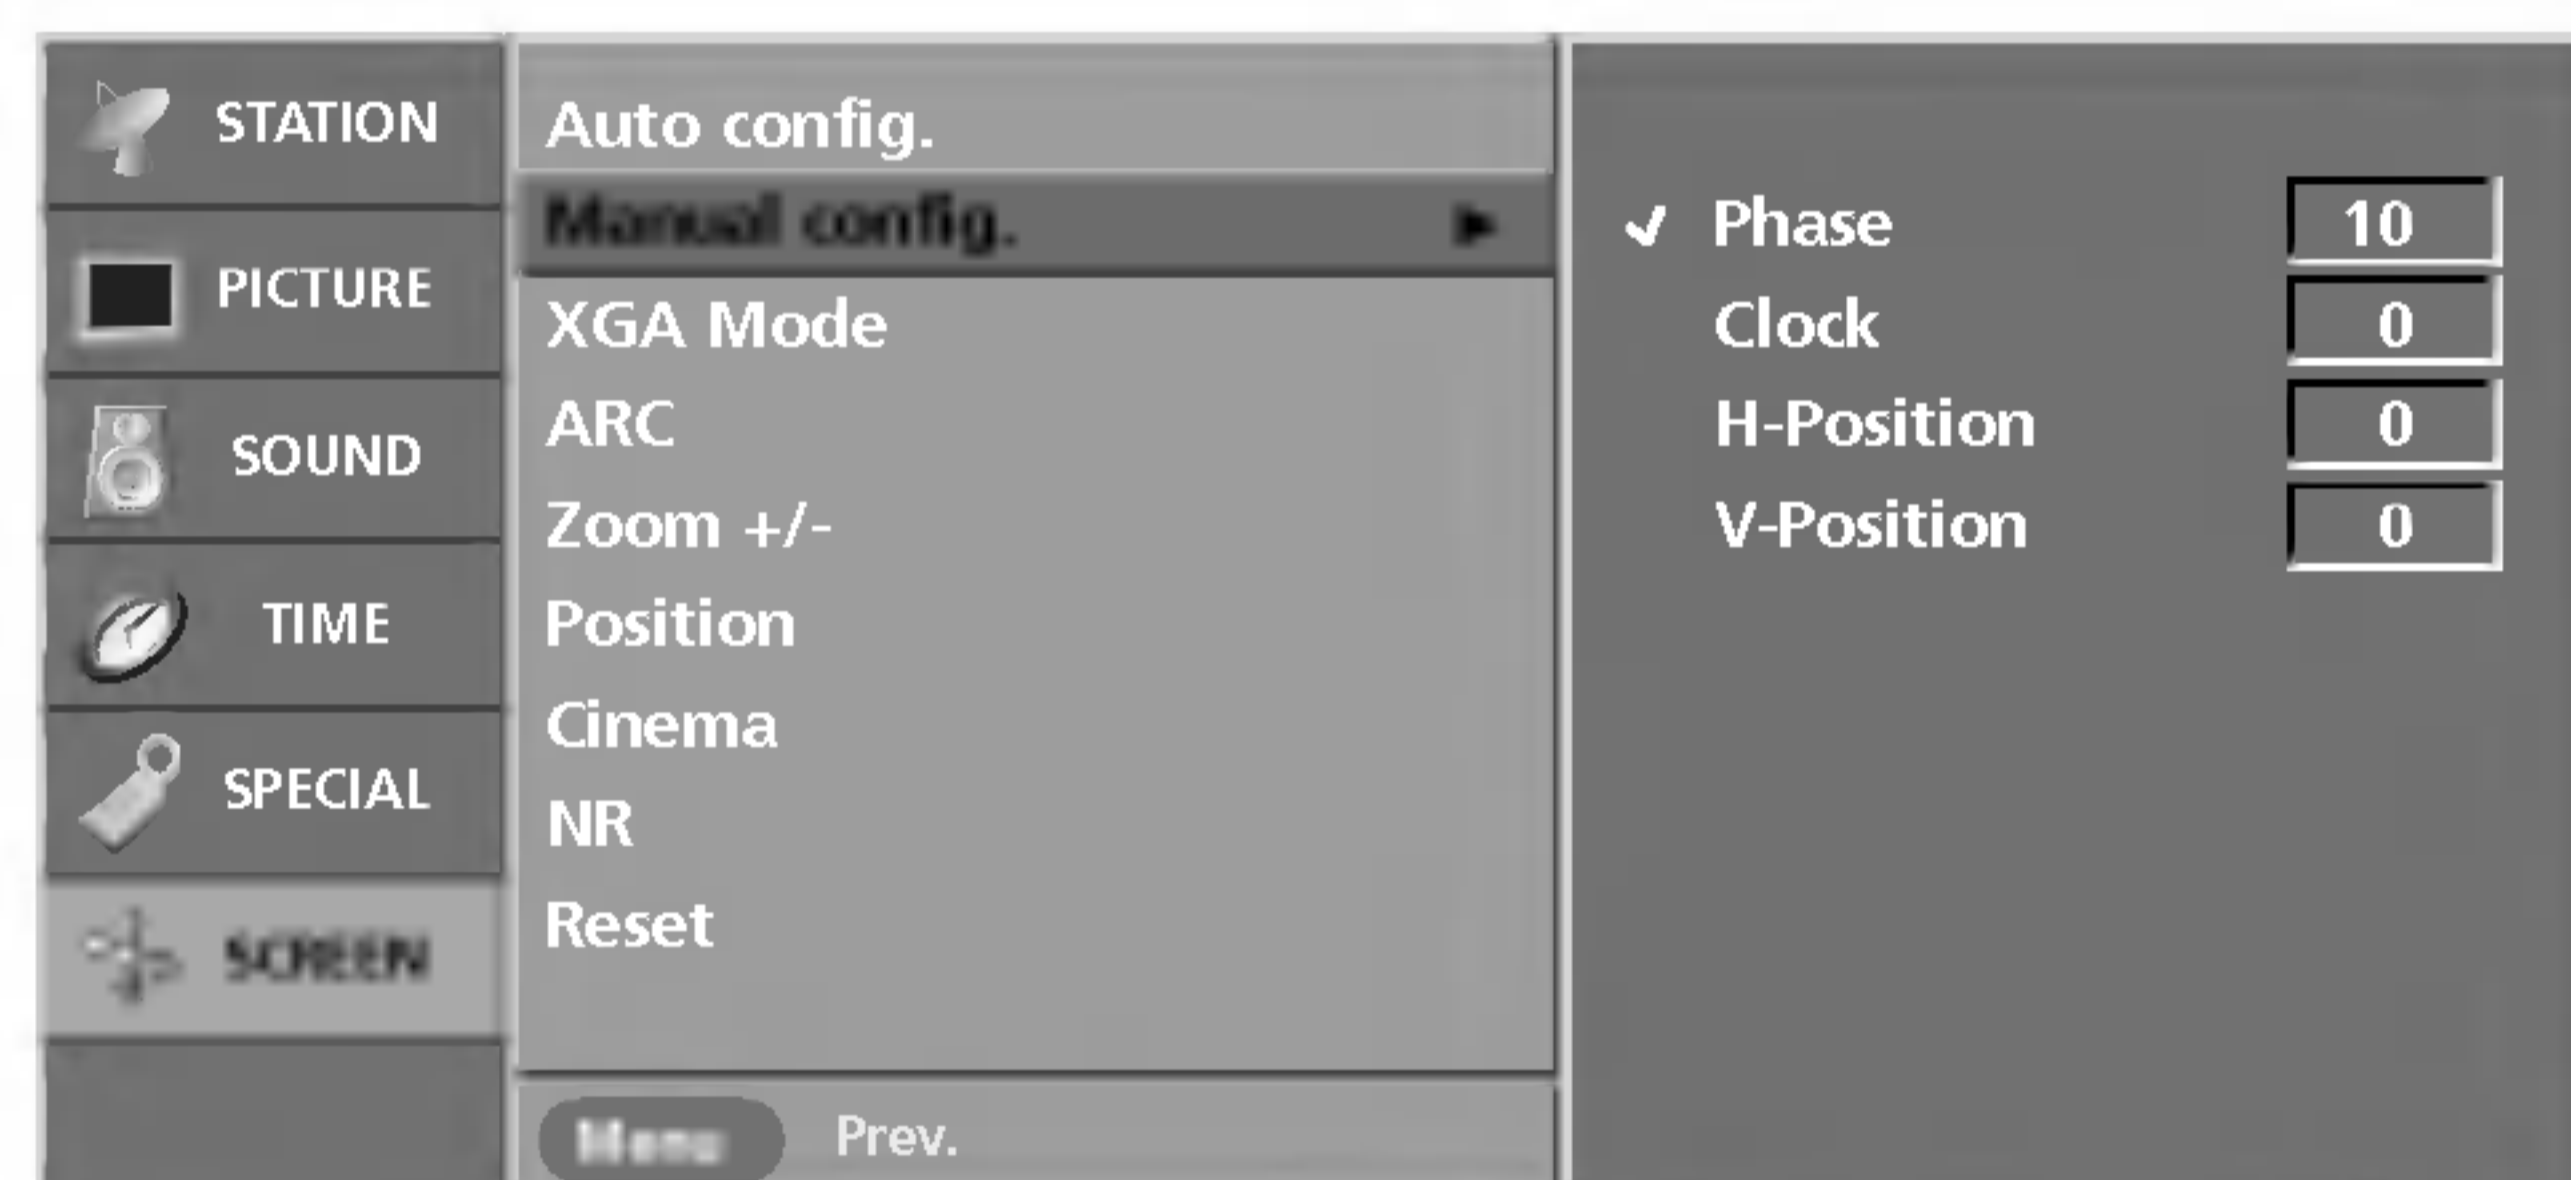 STATION
PICTURE
SOUND
TIME
SPECIAL
SCREEN
Auto config.
Manual config.
XGA Mode
ARC
Zoom +/-
Position
Cinema
NR
Reset
Menu Prev.
Phase 10
Clock 0
H-Position 0
V-Position 0